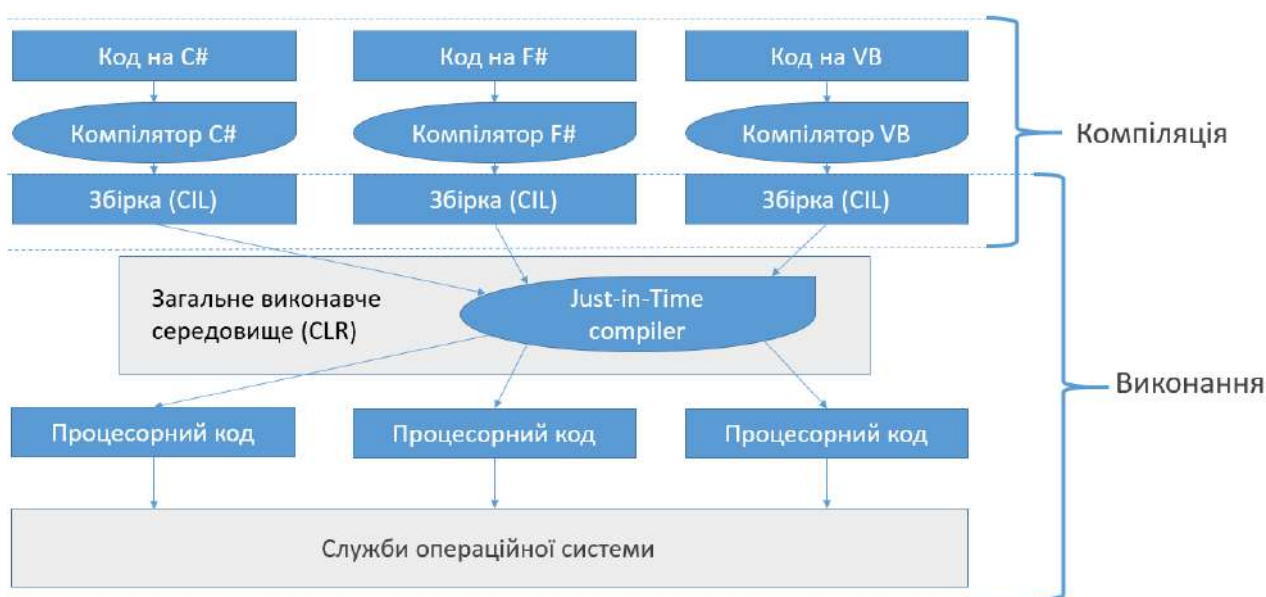 Код на C#
Код на F#
Код на VB
Компілятор C#
Компілятор F#
Компілятор VB
Компіляція
Збірка (CIL)
Збірка (CIL)
Збірка (CIL)
Загальне виконавче
середовище (CLR)
Just-in-Time
compiler
Виконання
Процесорний код
Процесорний код
Процесорний код
Служби операційної системи